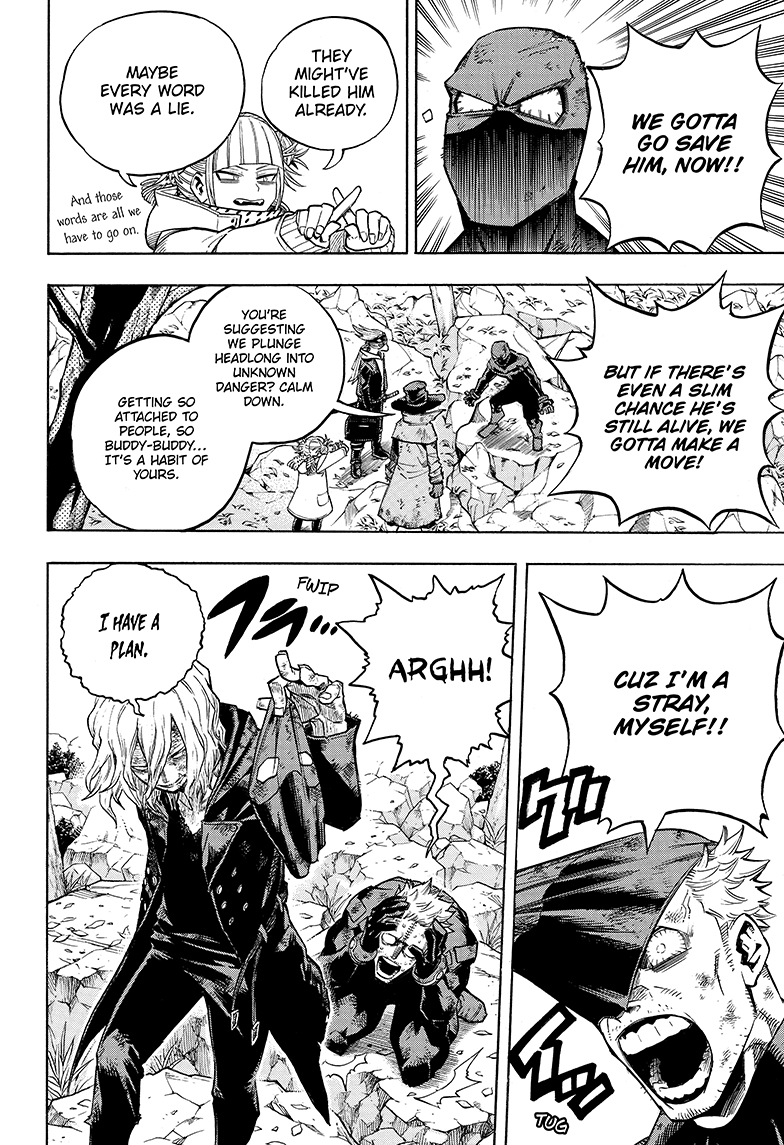 WE GOTTA
GO SAVE
HIM, NOW!!
THEY
MIGHT'VE
KILLED HIM
ALREADY.
MAYBE
EVERY WORD
WAS A LIE.
And those
words are all we
have to go on.
BUT IF THERE'S
EVEN A SLIM
CHANCE HE'S
STILL ALIVE, WE
GOTTA MAKE A
MOVE!
YOU'RE
SUGGESTING
WE PLUNGE
HEADLONG INTO
UNKNOWN
DANGER? CALM
DOWN.
GETTING SO
ATTACHED TO
PEOPLE, SO
BUDDY-BUDDY...
IT'S A HABIT OF
YOURS.
CUZ I'M A
STRAY,
MYSELF!!
TUG
ARGHH!
FWIP
I HAVE A
PLAN.